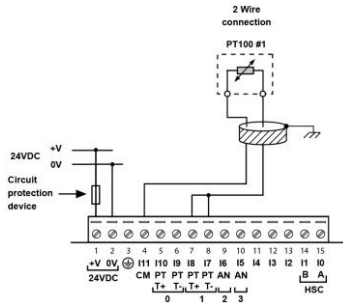 2 Wire
connection
PT100 #1
+V
24VDC
0V
Circuit
protection
device
1 2 3 4 5 6 7 8 9 10 11 12 13 14 15
+V 0V I11 I10 I9 I8 I7 I6 I5 I4 I3 I2 I1 I0
24VDC CM PT PT PT PT AN AN B A
T+ T- T+ T- HSC
0 1 2 3